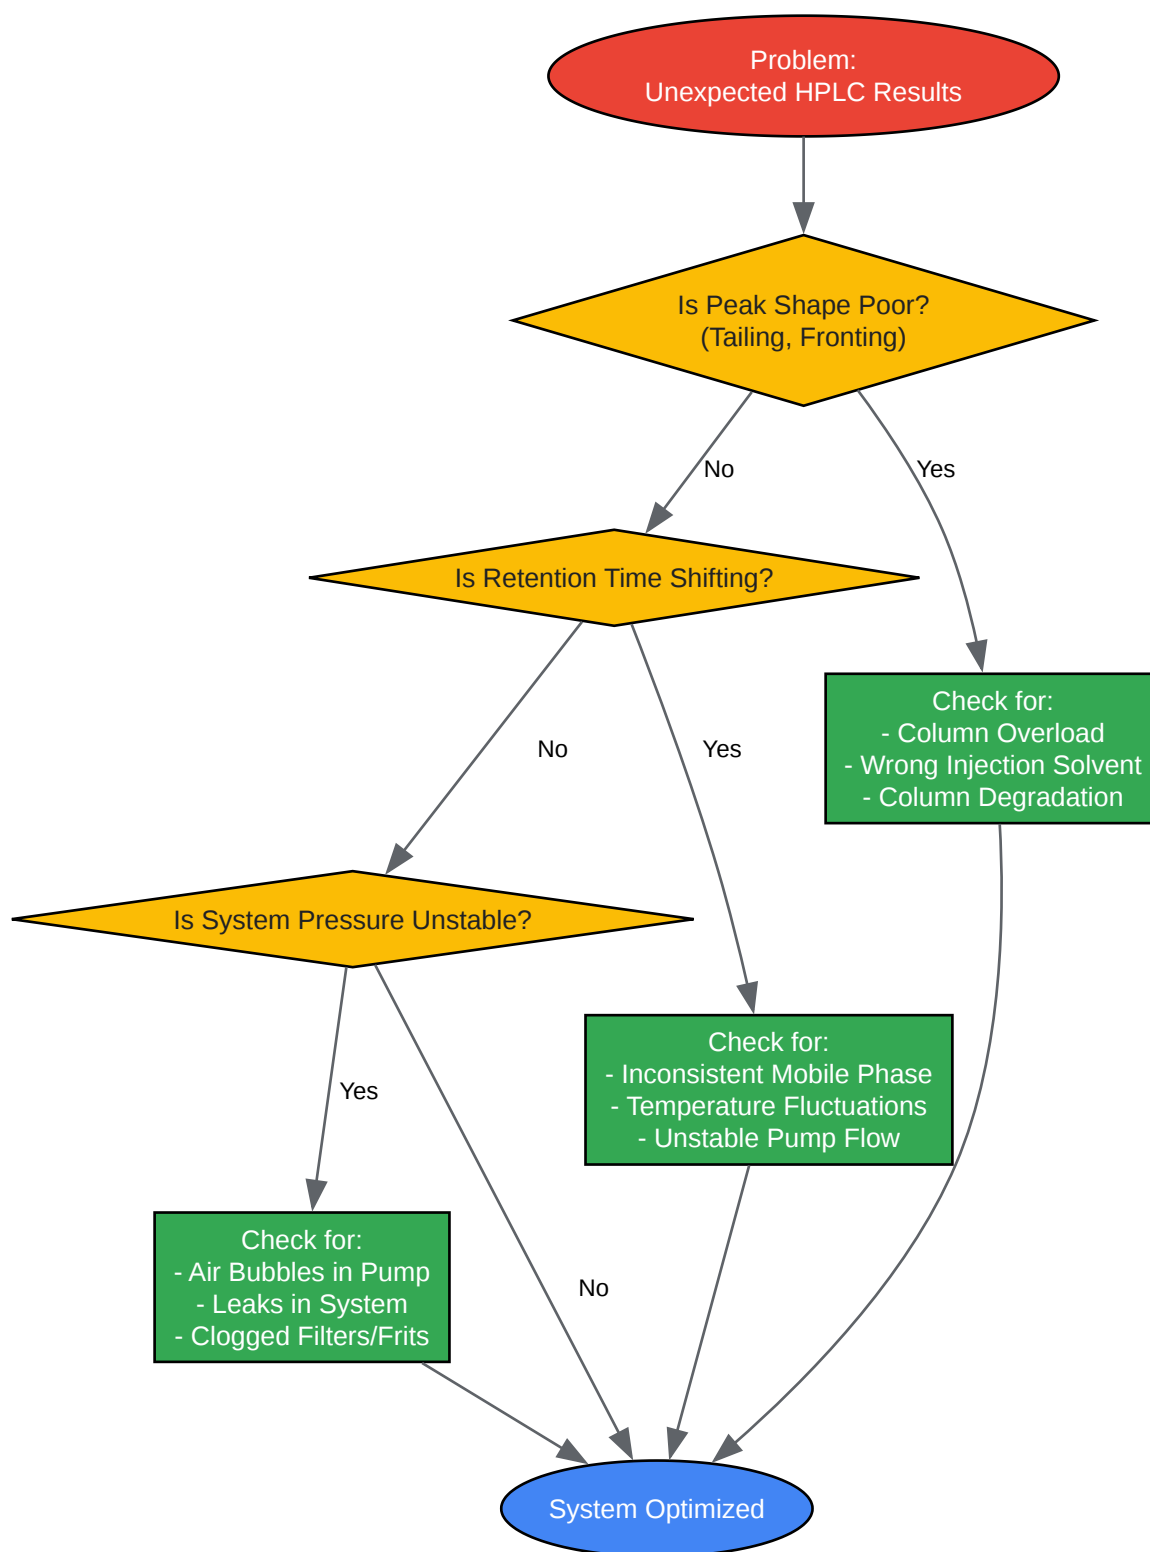 Problem:
Unexpected HPLC Results
Is Peak Shape Poor?
(Tailing, Fronting)
No
Yes
Is Retention Time Shifting?
Check for:
- Column Overload
- Wrong Injection Solvent
- Column Degradation
No
Yes
Is System Pressure Unstable?
Check for:
- Inconsistent Mobile Phase
- Temperature Fluctuations
- Unstable Pump Flow
Yes
Check for:
- Air Bubbles in Pump
- Leaks in System
- Clogged Filters/Frits
No
System Optimized